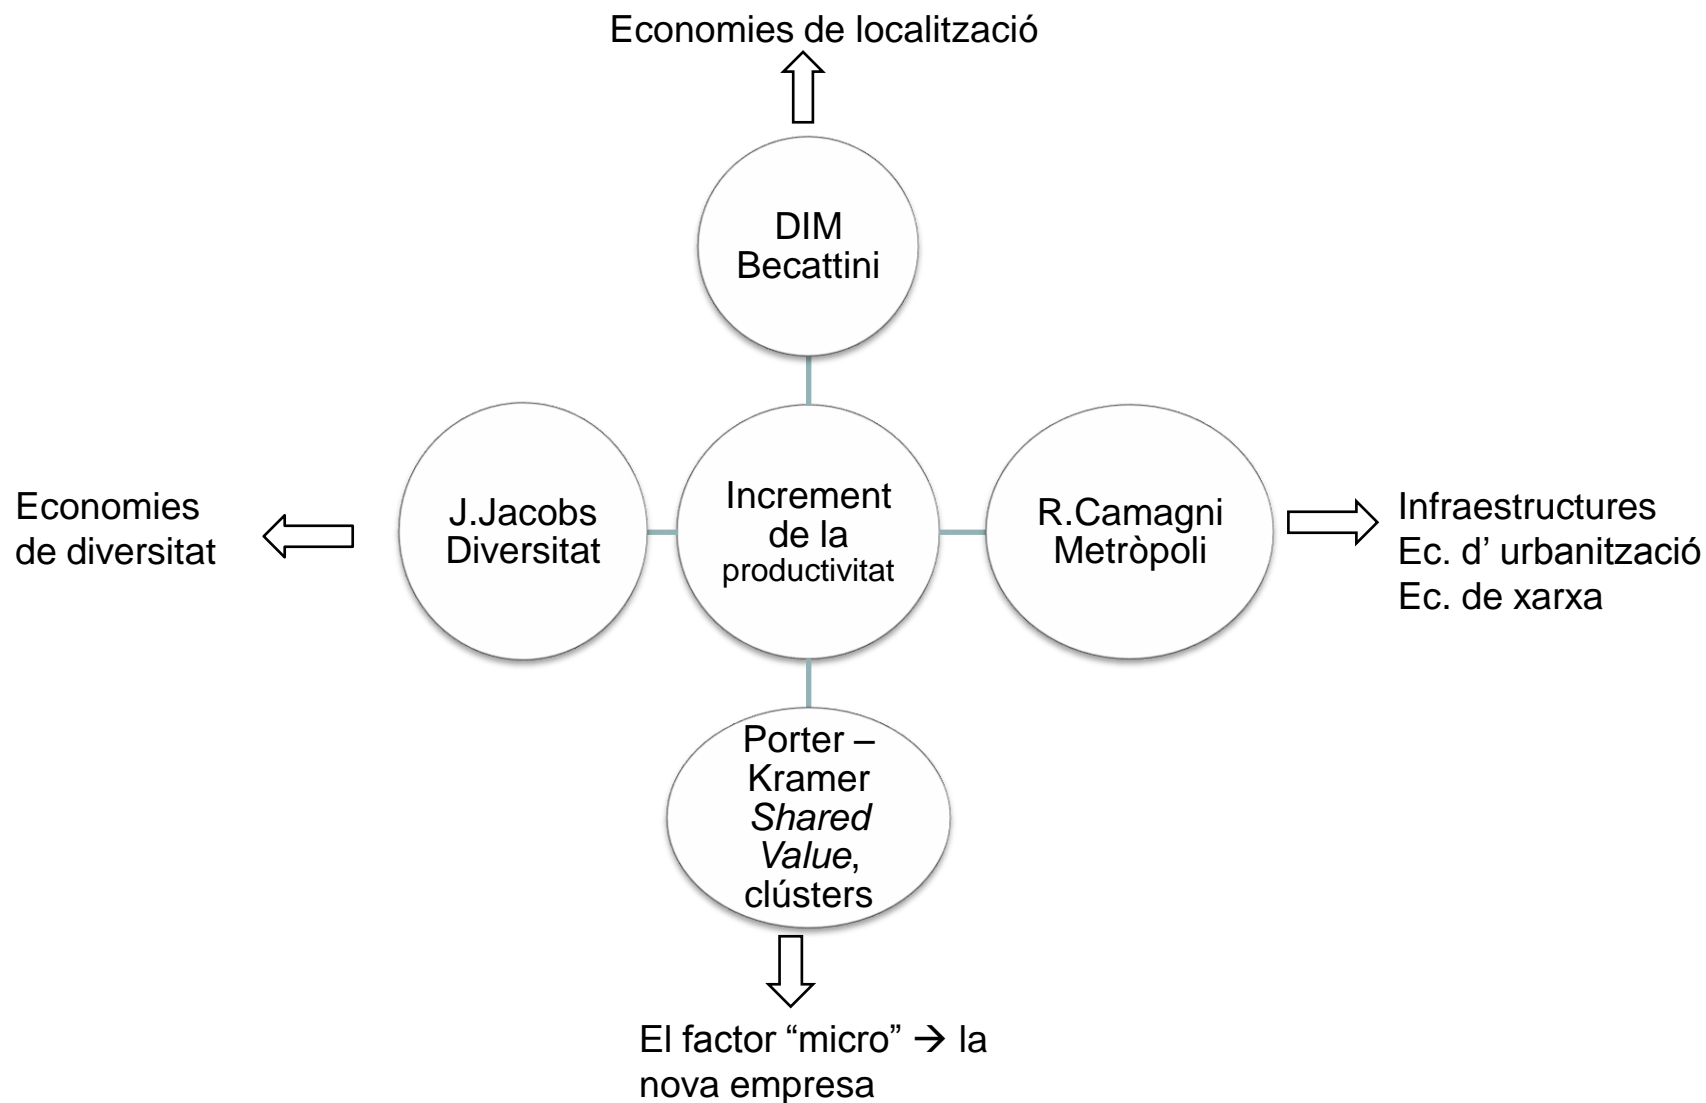 Economies de localització
DIM
Becattini
Economies
de diversitat
J.Jacobs
Diversitat
Increment
de la
productivitat
R.Camagni
Metròpoli
Infraestructures
Ec. d’ urbanització
Ec. de xarxa
Porter –
Kramer
Shared
Value,
clústers
El factor “micro” → la
nova empresa